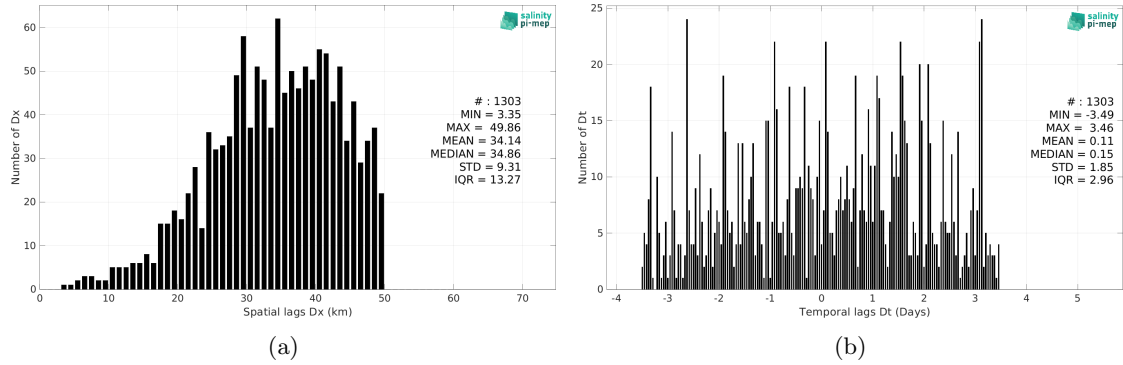 60
50
40
30
20
10
0
Number of Dx
0 10 20 30 40 50 60 70
Spatial lags Dx (km)
salinity
pi-mep
# : 1303
MIN = 3.35
MAX = 49.86
MEAN = 34.14
MEDIAN = 34.86
STD = 9.31
IQR = 13.27
(a)
25
20
15
10
5
0
Number of Dt
-4 -3 -2 -1 0 1 2 3 4 5
Temporal lags Dt (Days)
salinity
pi-mep
# : 1303
MIN = -3.49
MAX = 3.46
MEAN = 0.11
MEDIAN = 0.15
STD = 1.85
IQR = 2.96
(b)